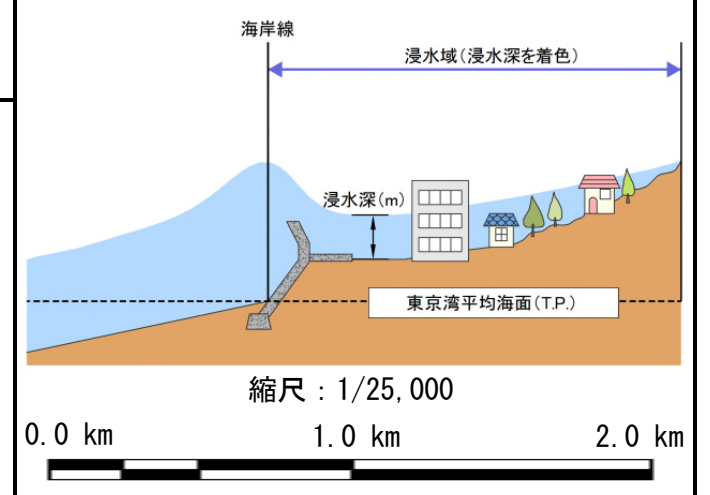 海岸線
浸水域(浸水深を着色)
浸水深(m)
東京湾平均海面(T.P.)
縮尺：1/25,000
0.0 km 1.0 km 2.0 km